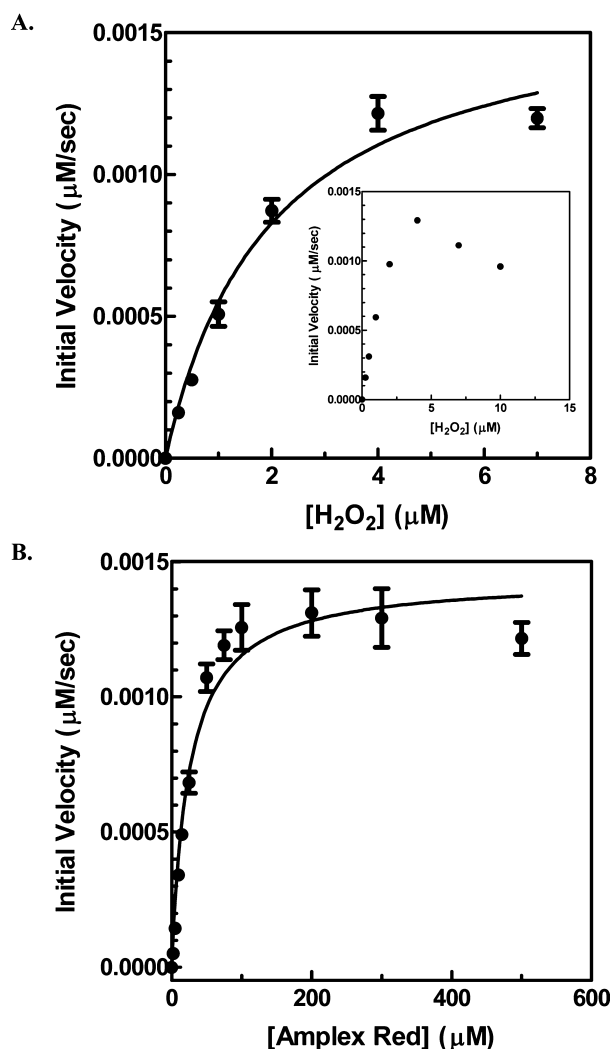 A.
0.0015
0.0010
0.0005
0.0000
Initial Velocity (μM/sec)
0 2 4 6 8
[H₂O₂] (μM)
0.0015
0.0010
0.0005
0.0000
Initial Velocity ( μM/sec)
0 5 10 15
[H₂O₂] (μM)
B.
0.0015
0.0010
0.0005
0.0000
Initial Velocity (μM/sec)
0 200 400 600
[Amplex Red] (μM)